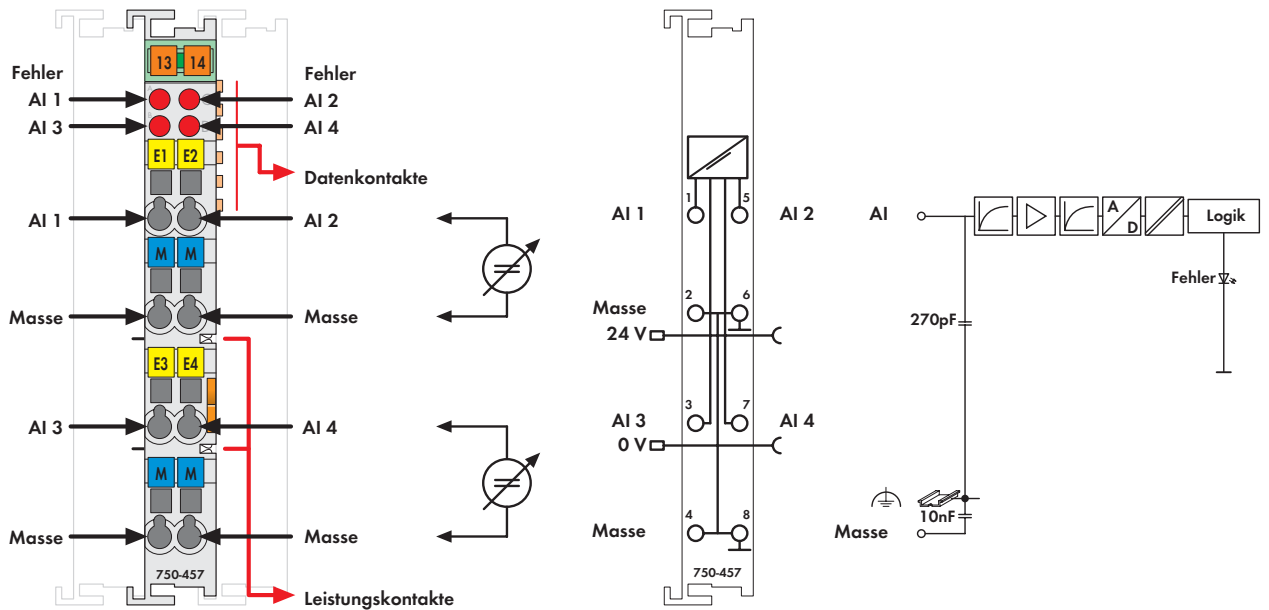 13 14
Fehler
Fehler
AI 1
AI 2
AI 3
AI 4
E1 E2
Datenkontakte
AI 1
AI 2
M M
Masse
Masse
E3 E4
AI 3
AI 4
M M
Masse
Masse
750-457
Leistungskontakte
1
5
AI 1
AI 2
2
6
Masse
24 V
3
7
AI 3
AI 4
0 V
4
8
Masse
750-457
AI
A
D
Logik
Fehler
270pF
10nF
Masse